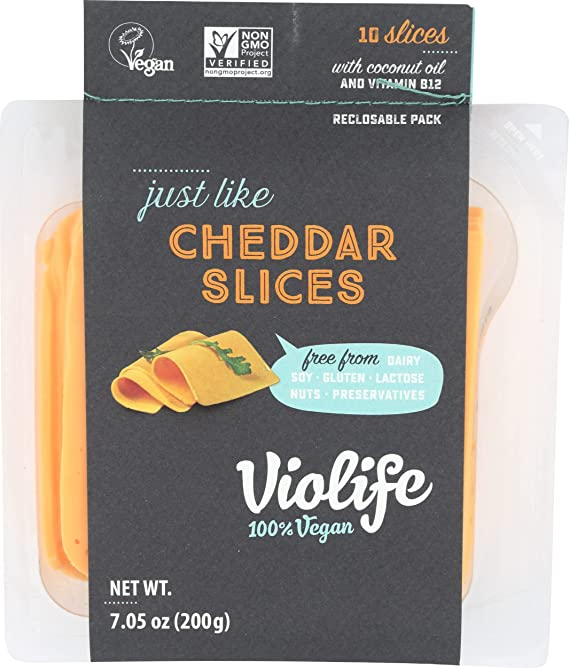 Vegan
NON
GMO
Project
VERIFIED
nongmoproject.org
10 slices
with coconut oil
AND VITAMIN B12
RECLOSABLE PACK
just like
CHEDDAR
SLICES
free from DAIRY
SOY · GLUTEN · LACTOSE
NUTS · PRESERVATIVES
Violife
100% Vegan
NET WT.
7.05 oz (200g)